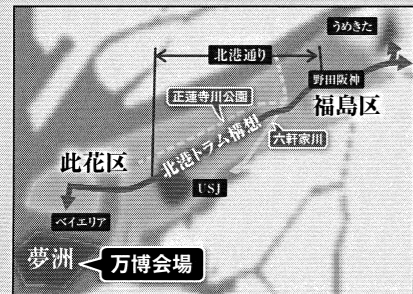 うめきた
北港通り
野田阪神
正蓮寺川公園
福島区
六軒家川
北港トラム構想
此花区
USJ
ベイエリア
夢洲
万博会場